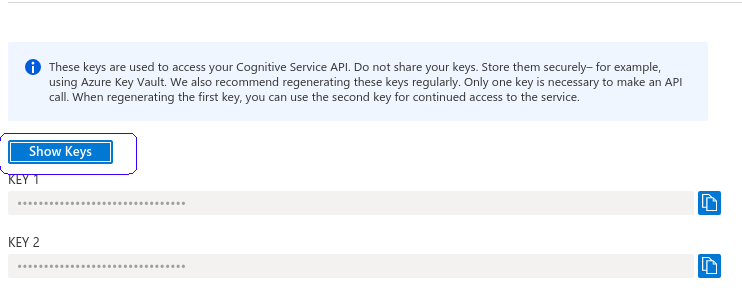 These keys are used to access your Cognitive Service API. Do not share your keys. Store them securely– for example,
using Azure Key Vault. We also recommend regenerating these keys regularly. Only one key is necessary to make an API
call. When regenerating the first key, you can use the second key for continued access to the service.
Show Keys
KEY 1
••••••••••••••••••••••••••••••••
KEY 2
••••••••••••••••••••••••••••••••